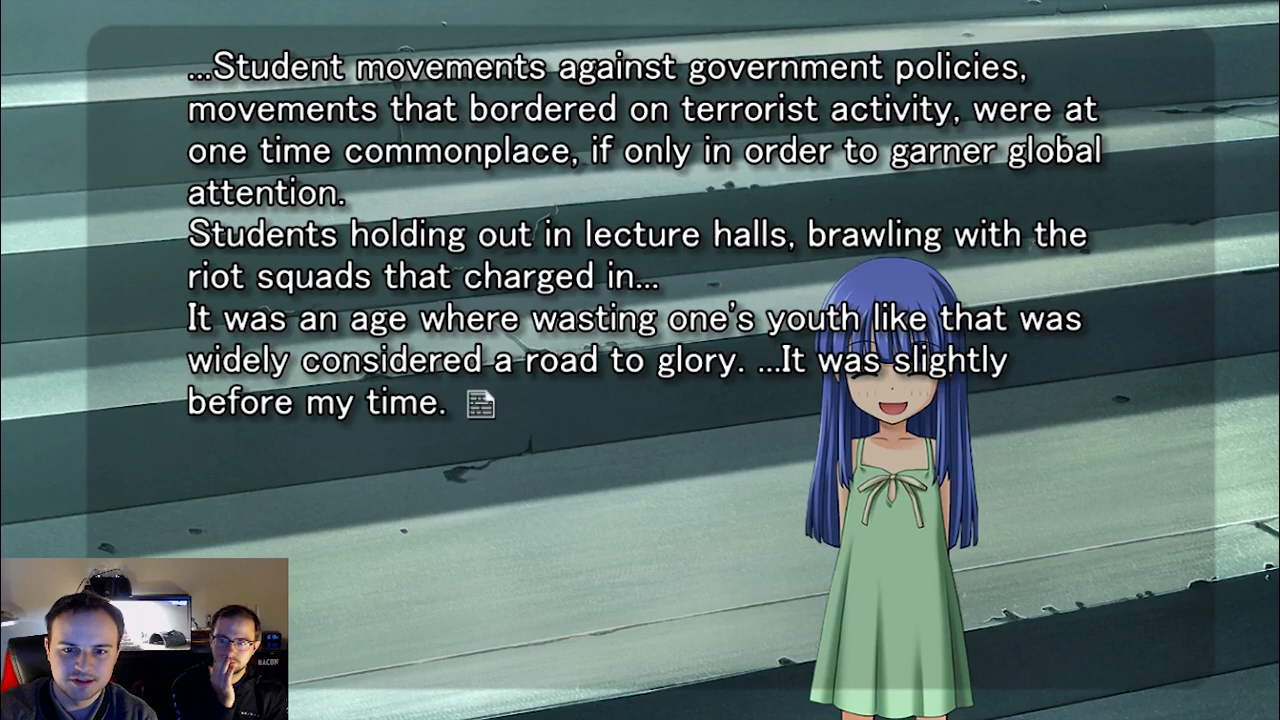 ...Student movements against government policies,
movements that bordered on terrorist activity, were at
one time commonplace, if only in order to garner global
attention.
Students holding out in lecture halls, brawling with the
riot squads that charged in...
It was an age where wasting one's youth like that was
widely considered a road to glory. ...It was slightly
before my time.